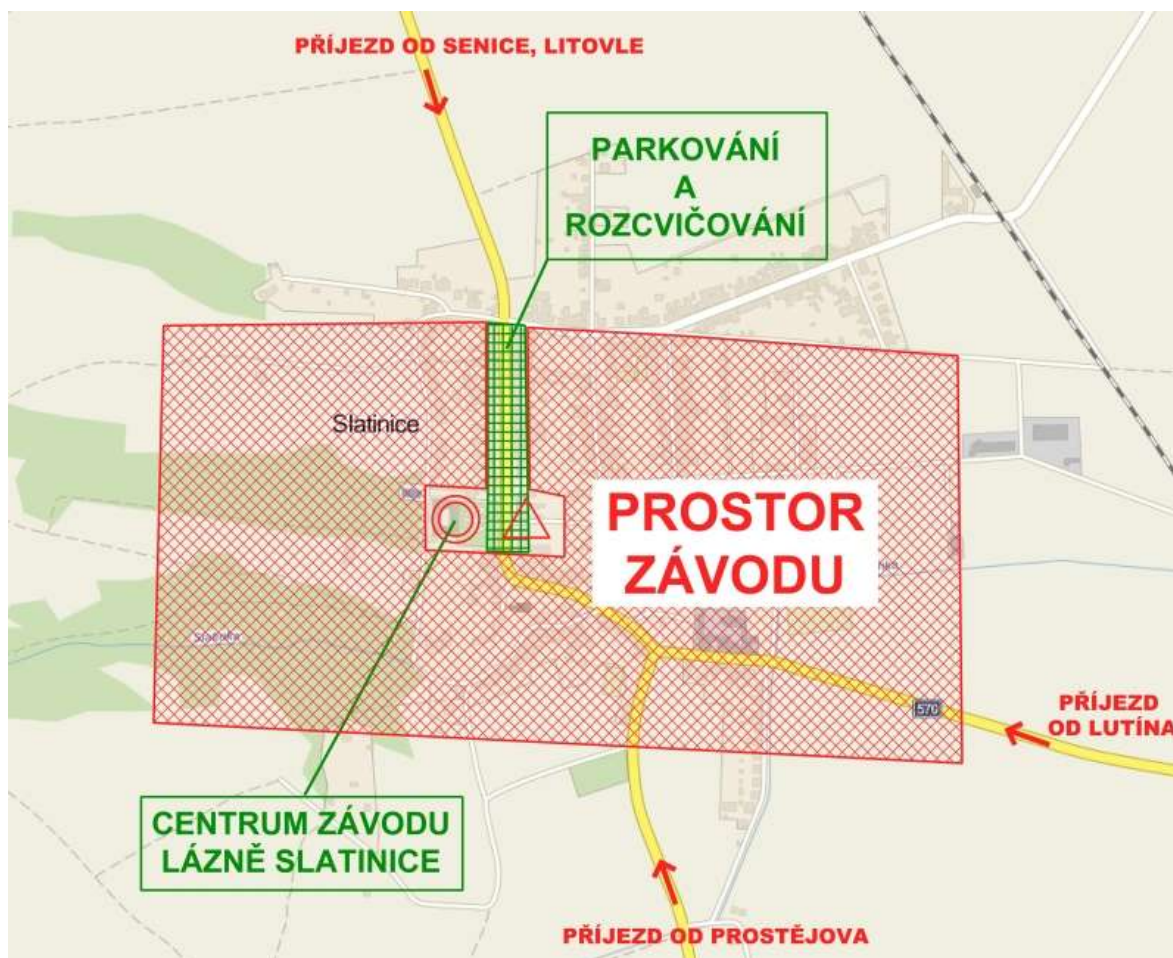 PŘÍJEZD OD SENICE, LITOVLE
PARKOVÁNÍ
A
ROZCVIČOVÁNÍ
Slatinice
PROSTOR
ZÁVODU
Slatinka
570
PŘÍJEZD
OD LUTÍNA
CENTRUM ZÁVODU
LÁZNĚ SLATINICE
PŘÍJEZD OD PROSTĚJOVA